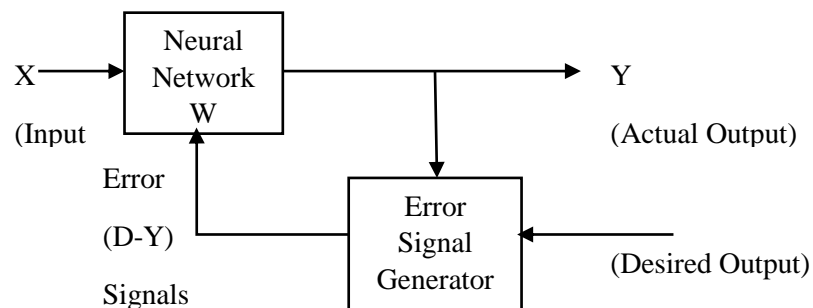 Neural
Network
W
X
(Input
Y
(Actual Output)
Error
(D-Y)
Signals
Error
Signal
Generator
(Desired Output)